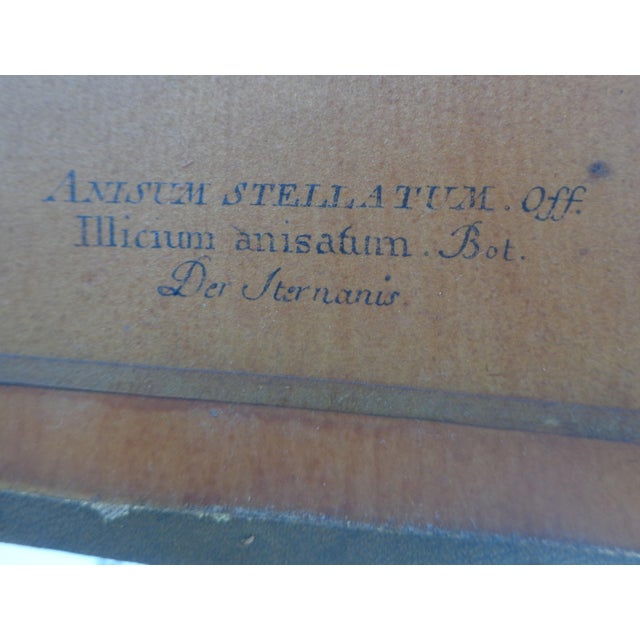 ANISUM STELLATUM. Off.
Illicium anisatum. Bot.
Der Sternanis.